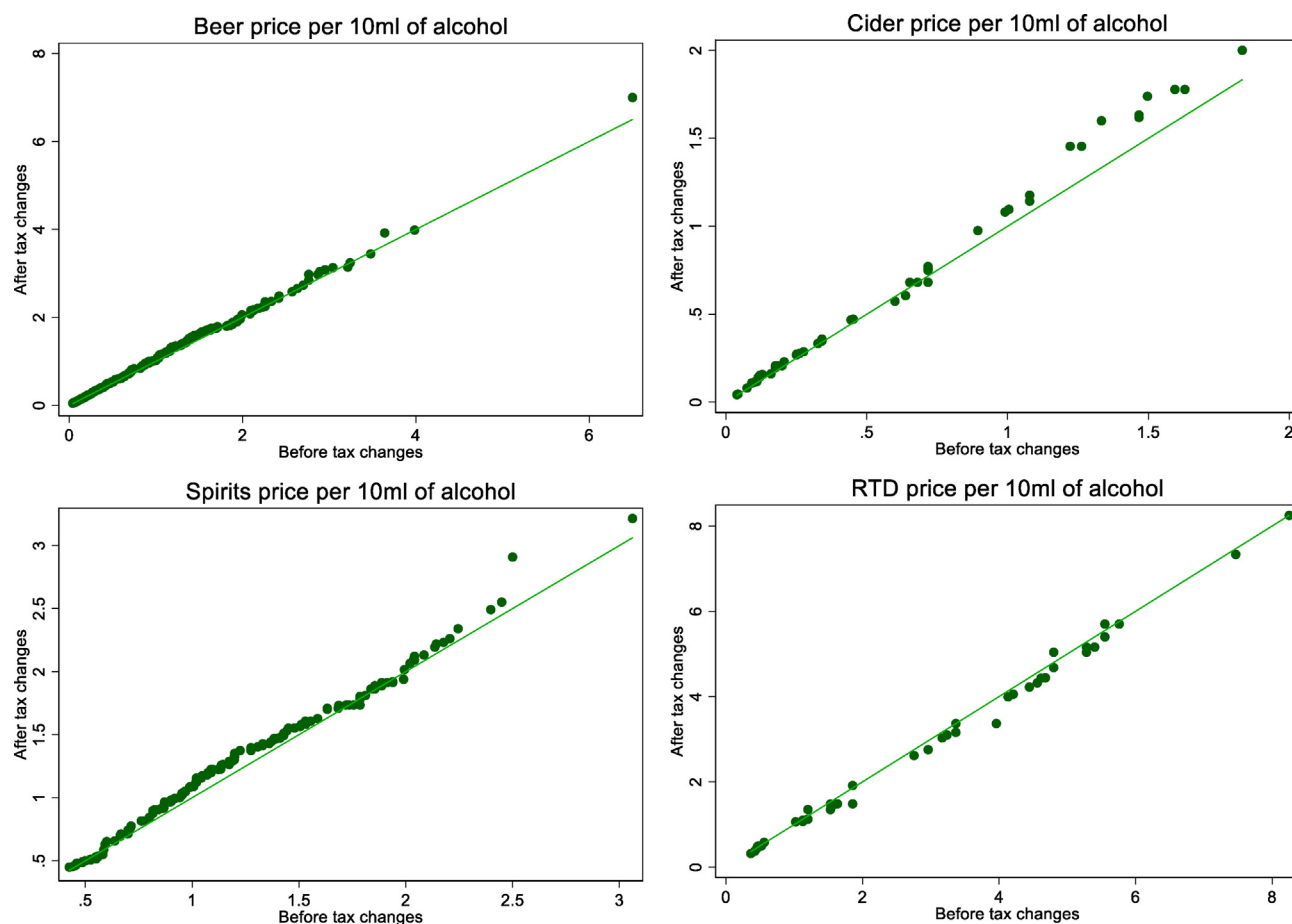 Beer price per 10ml of alcohol
After tax changes
8
6
4
2
0
0 2 4 6
Before tax changes
Cider price per 10ml of alcohol
After tax changes
2
1.5
1
.5
0
0 .5 1 1.5 2
Before tax changes
Spirits price per 10ml of alcohol
After tax changes
3
2.5
2
1.5
1
.5
.5 1 1.5 2 2.5 3
Before tax changes
RTD price per 10ml of alcohol
After tax changes
8
6
4
2
0
0 2 4 6 8
Before tax changes